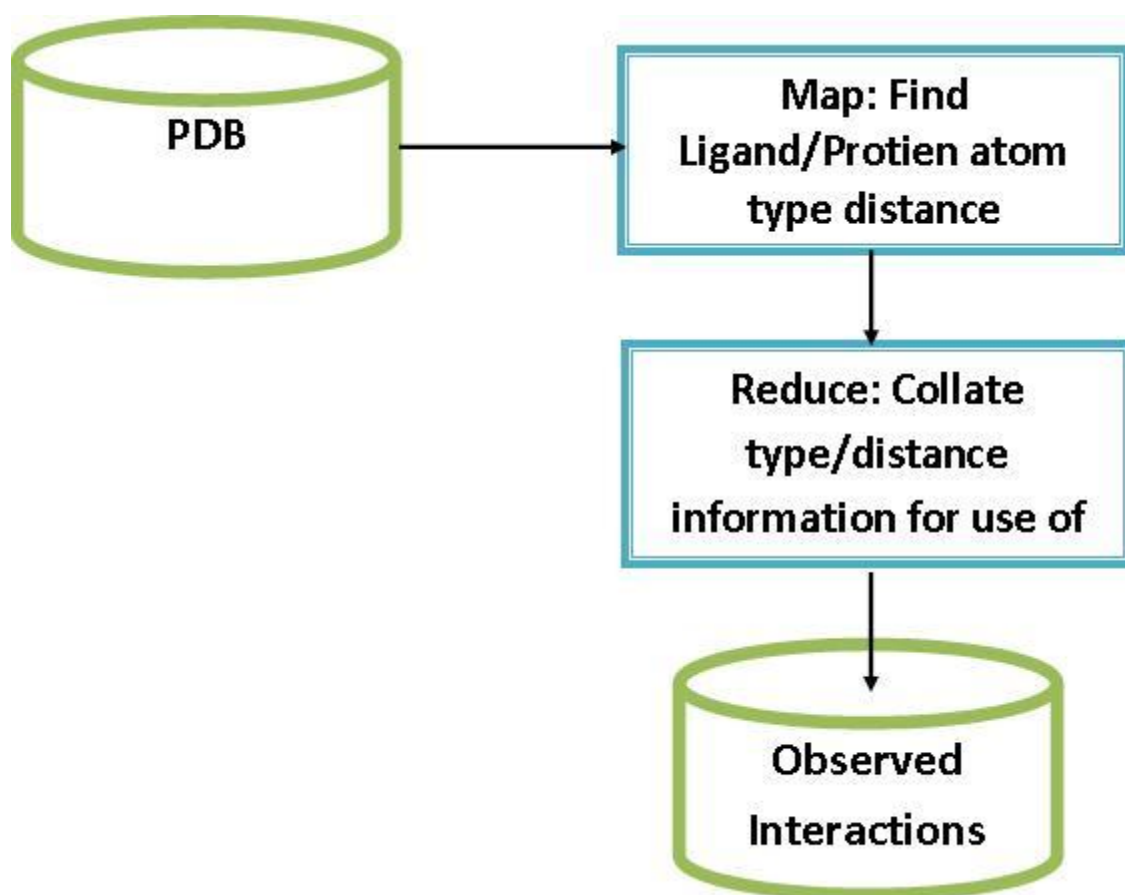 PDB
Map: Find
Ligand/Protien atom
type distance
Reduce: Collate
type/distance
information for use of
Observed
Interactions